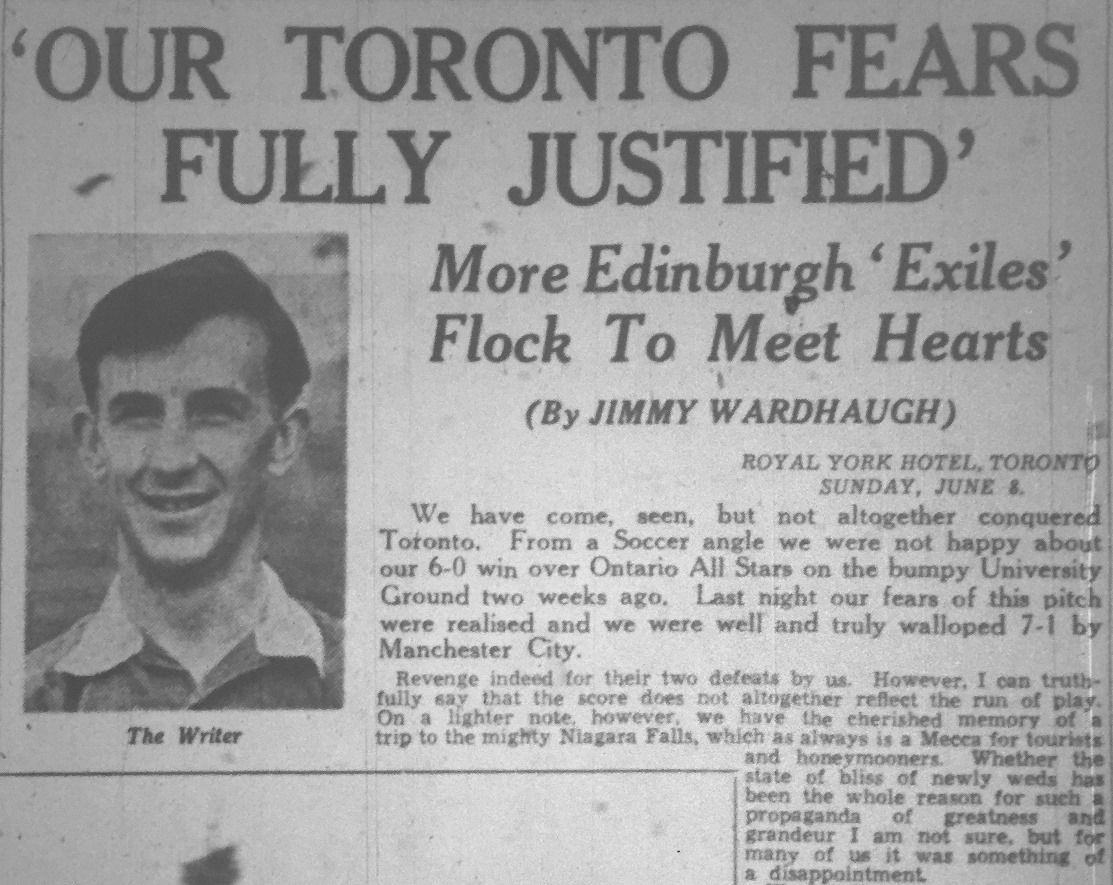 ‘OUR TORONTO FEARS
FULLY JUSTIFIED’
More Edinburgh ‘Exiles’
Flock To Meet Hearts
(By JIMMY WARDHAUGH)
ROYAL YORK HOTEL, TORONTO
SUNDAY, JUNE 8.
We have come, seen, but not altogether conquered
Toronto. From a Soccer angle we were not happy about
our 6-0 win over Ontario All Stars on the bumpy University
Ground two weeks ago. Last night our fears of this pitch
were realised and we were well and truly walloped 7-1 by
Manchester City.
Revenge indeed for their two defeats by us. However, I can truth-
fully say that the score does not altogether reflect the run of play.
On a lighter note, however, we have the cherished memory of a
trip to the mighty Niagara Falls, which as always is a Mecca for tourists
and honeymooners. Whether the
state of bliss of newly weds has
been the whole reason for such a
propaganda of greatness and
grandeur I am not sure, but for
many of us it was something of
a disappointment.
The Writer